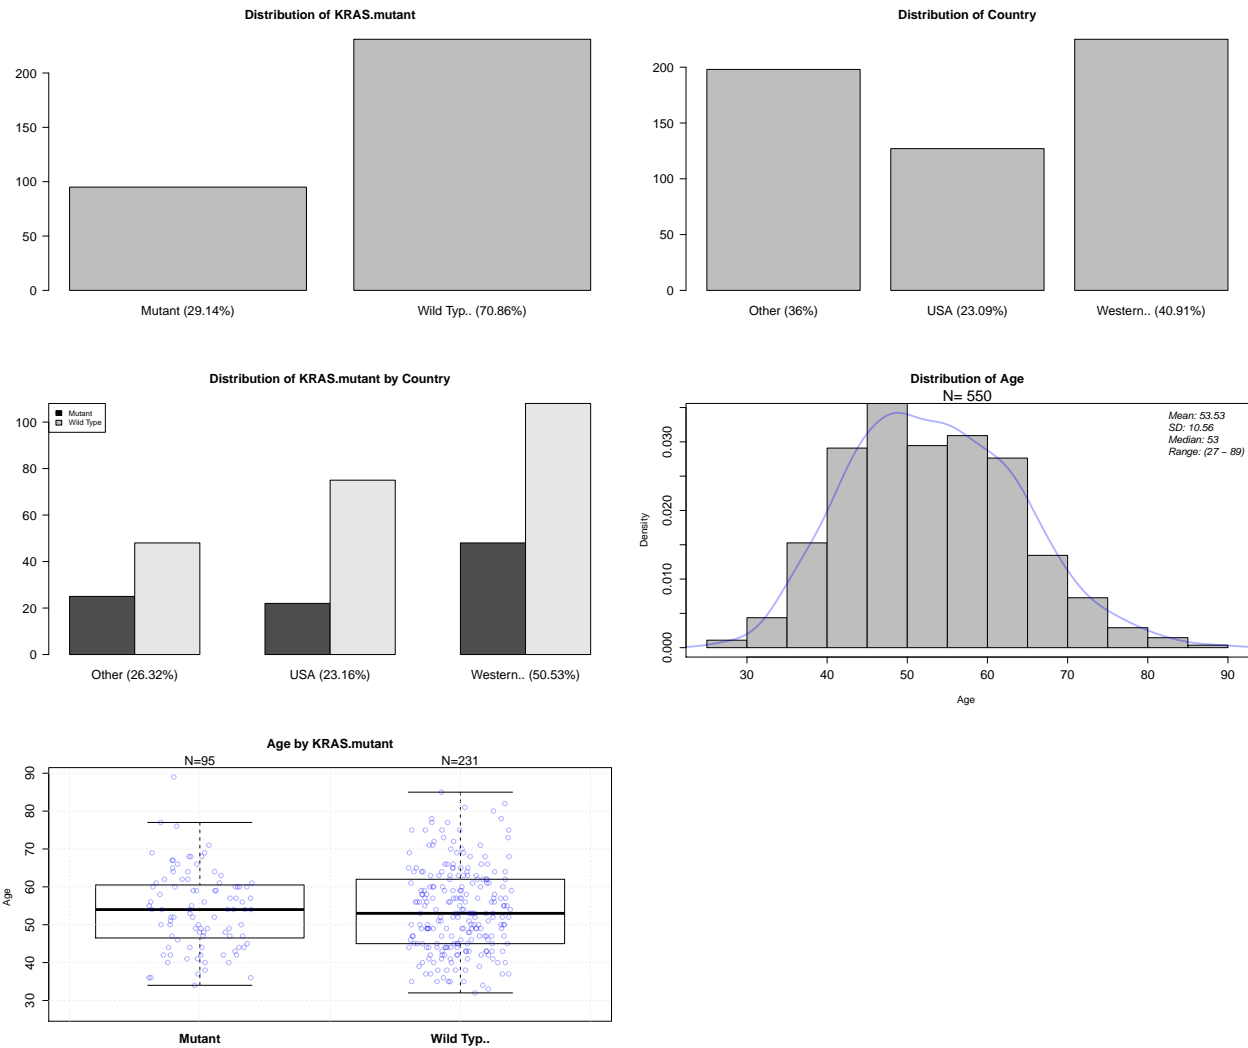 Distribution of KRAS.mutant
200
150
100
50
0
Mutant (29.14%)
Wild Typ.. (70.86%)
Distribution of Country
200
150
100
50
0
Other (36%)
USA (23.09%)
Western.. (40.91%)
Distribution of KRAS.mutant by Country
100
80
60
40
20
0
Mutant
Wild Type
Other (26.32%)
USA (23.16%)
Western.. (50.53%)
Distribution of Age
N= 550
Mean: 53.53
SD: 10.56
Median: 53
Range: (27 − 89)
Density
0.030
0.020
0.010
0.000
30 40 50 60 70 80 90
Age
Age by KRAS.mutant
N=95
N=231
Age
90
80
70
60
50
40
30
Mutant
Wild Typ..